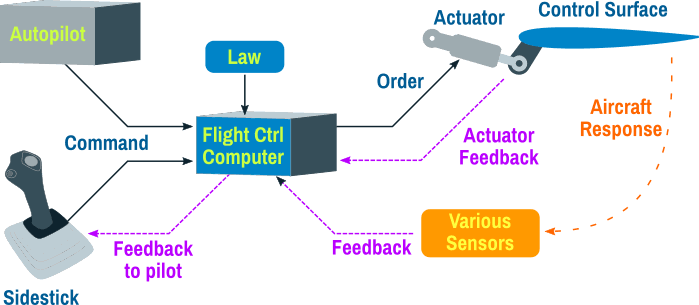 Autopilot
Law
Actuator
Control Surface
Order
Command
Flight Ctrl
Computer
Aircraft
Response
Actuator
Feedback
Various
Sensors
Feedback
Feedback
to pilot
Sidestick